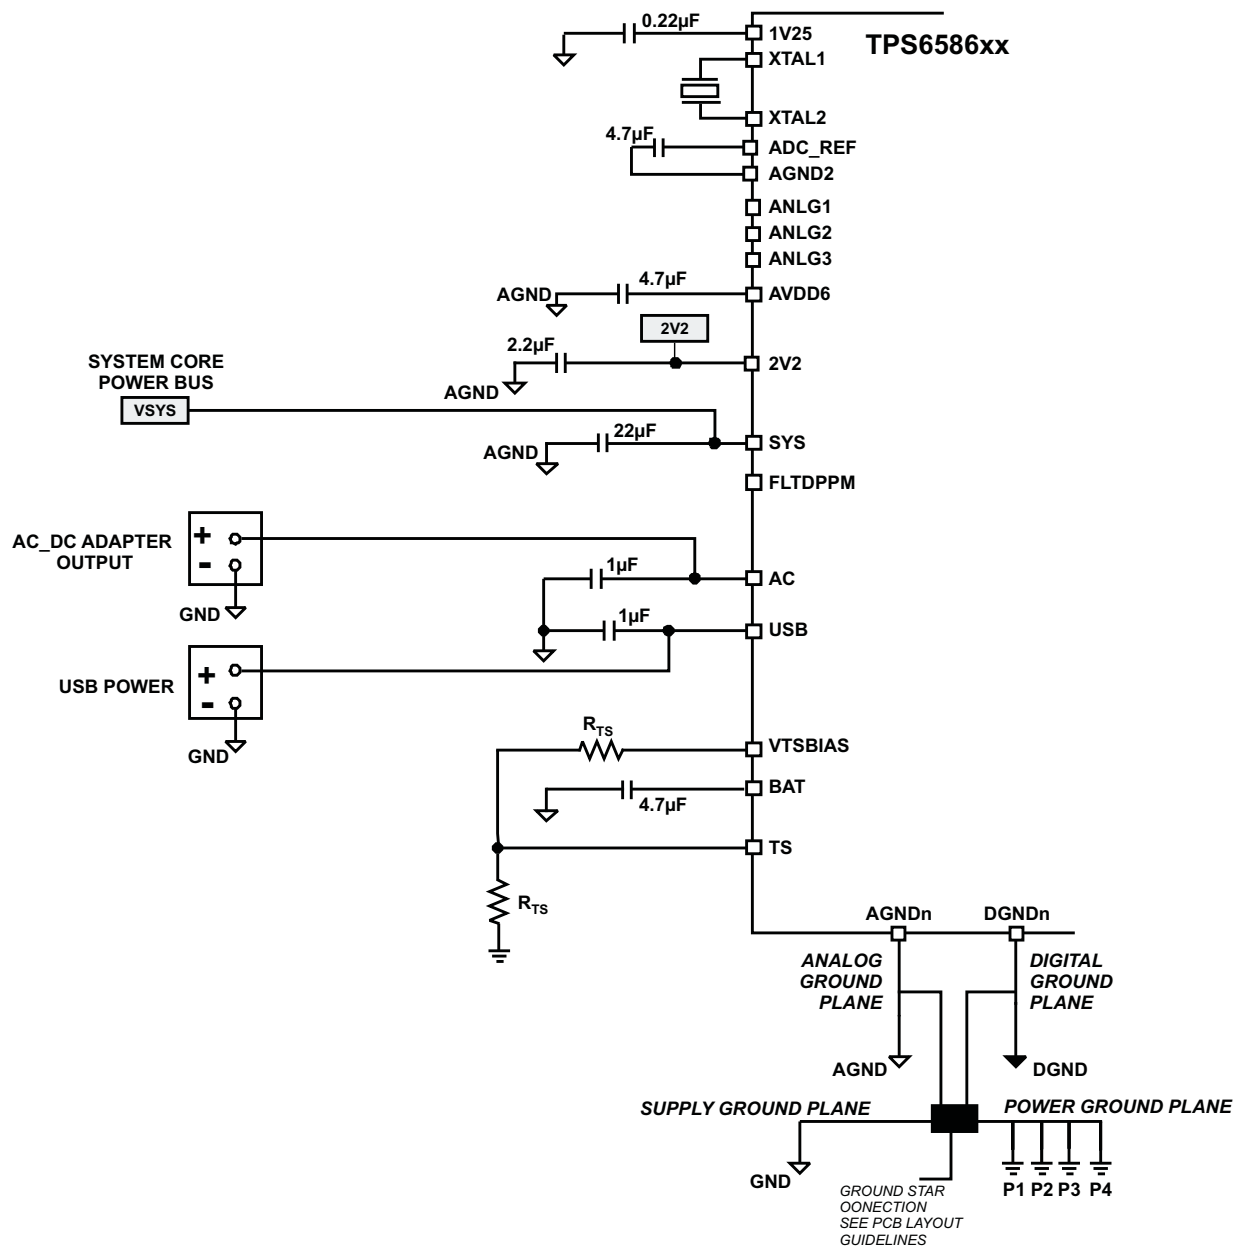 0.22µF
1V25
TPS6586xx
XTAL1
XTAL2
4.7µF
ADC_REF
AGND2
ANLG1
ANLG2
ANLG3
4.7µF
AGND
AVDD6
2V2
2.2µF
2V2
AGND
SYSTEM CORE
POWER BUS
VSYS
22µF
SYS
AGND
FLTDPPM
AC_DC ADAPTER
OUTPUT
+
-
GND
1µF
AC
1µF
USB
USB POWER
+
-
GND
RTS
VTSBIAS
BAT
4.7µF
TS
RTS
AGNDn
DGNDn
ANALOG
GROUND
PLANE
DIGITAL
GROUND
PLANE
AGND
DGND
SUPPLY GROUND PLANE
POWER GROUND PLANE
GND
P1 P2 P3 P4
GROUND STAR
OONECTION
SEE PCB LAYOUT
GUIDELINES